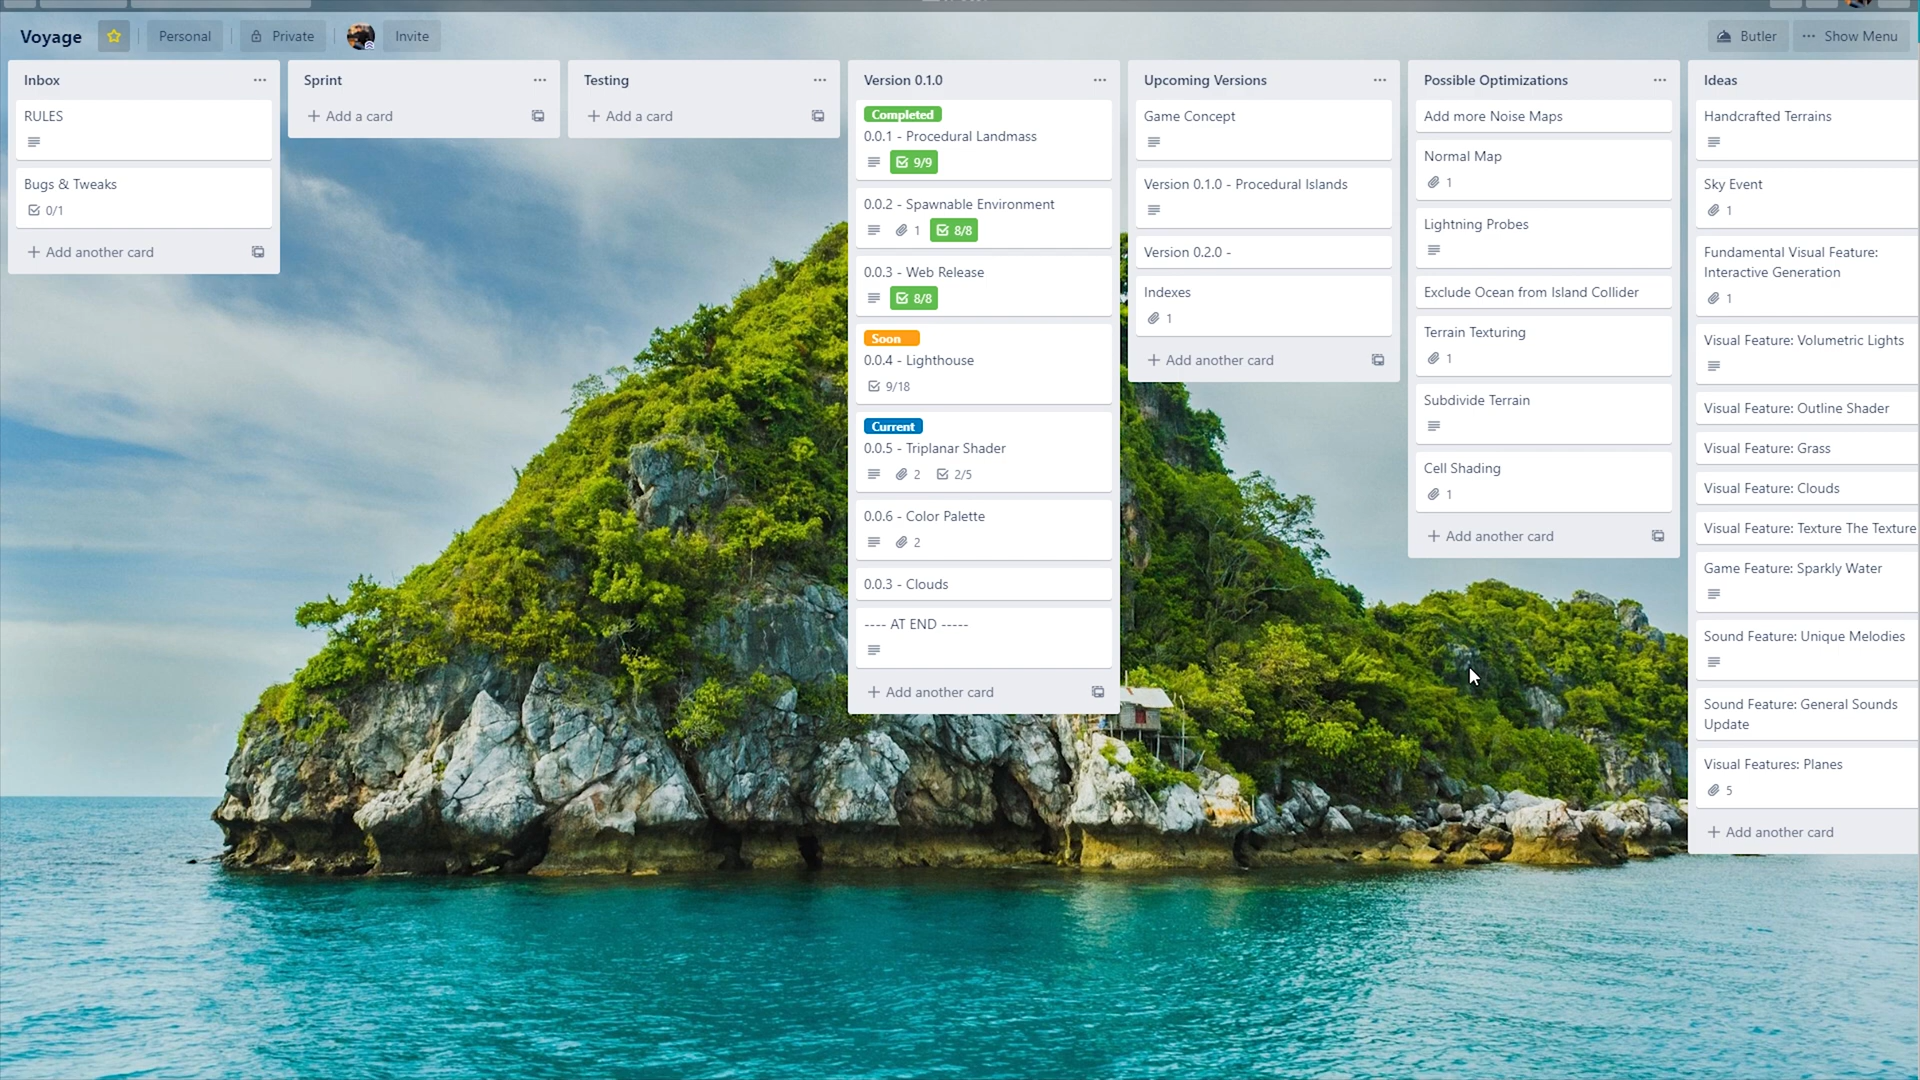 Voyage
Personal
Private
Invite
Butler
Show Menu
Inbox
RULES
Bugs & Tweaks
0/1
Add another card
Sprint
Add a card
Testing
Add a card
Version 0.1.0
Completed
0.0.1 - Procedural Landmass
9/9
0.0.2 - Spawnable Environment
1
8/8
0.0.3 - Web Release
8/8
Soon
0.0.4 - Lighthouse
9/18
Current
0.0.5 - Triplanar Shader
2
2/5
0.0.6 - Color Palette
2
0.0.3 - Clouds
---- AT END -----
Add another card
Upcoming Versions
Game Concept
Version 0.1.0 - Procedural Islands
Version 0.2.0 -
Indexes
1
Add another card
Possible Optimizations
Add more Noise Maps
Normal Map
1
Lightning Probes
Exclude Ocean from Island Collider
Terrain Texturing
1
Subdivide Terrain
Cell Shading
1
Add another card
Ideas
Handcrafted Terrains
Sky Event
1
Fundamental Visual Feature:
Interactive Generation
1
Visual Feature: Volumetric Lights
Visual Feature: Outline Shader
Visual Feature: Grass
Visual Feature: Clouds
Visual Feature: Texture The Texture
Game Feature: Sparkly Water
Sound Feature: Unique Melodies
Sound Feature: General Sounds
Update
Visual Features: Planes
5
Add another card